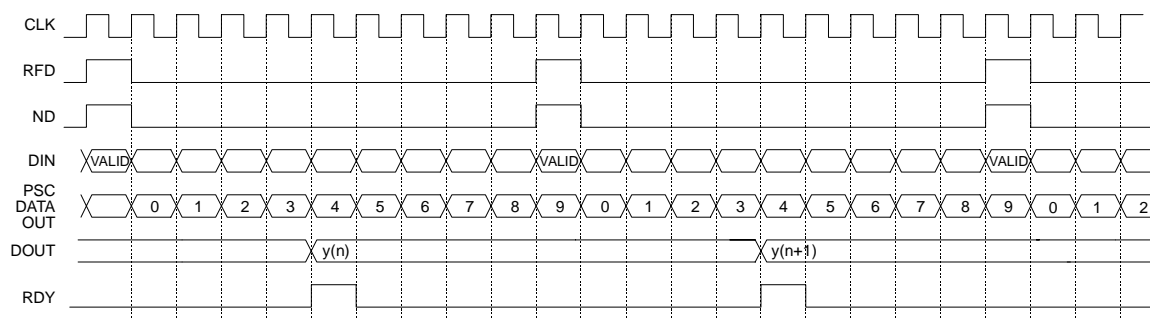 CLK
RFD
ND
DIN VALID VALID VALID
PSC
DATA
OUT
0 1 2 3 4 5 6 7 8 9 0 1 2 3 4 5 6 7 8 9 0 1 2
DOUT y(n) y(n+1)
RDY